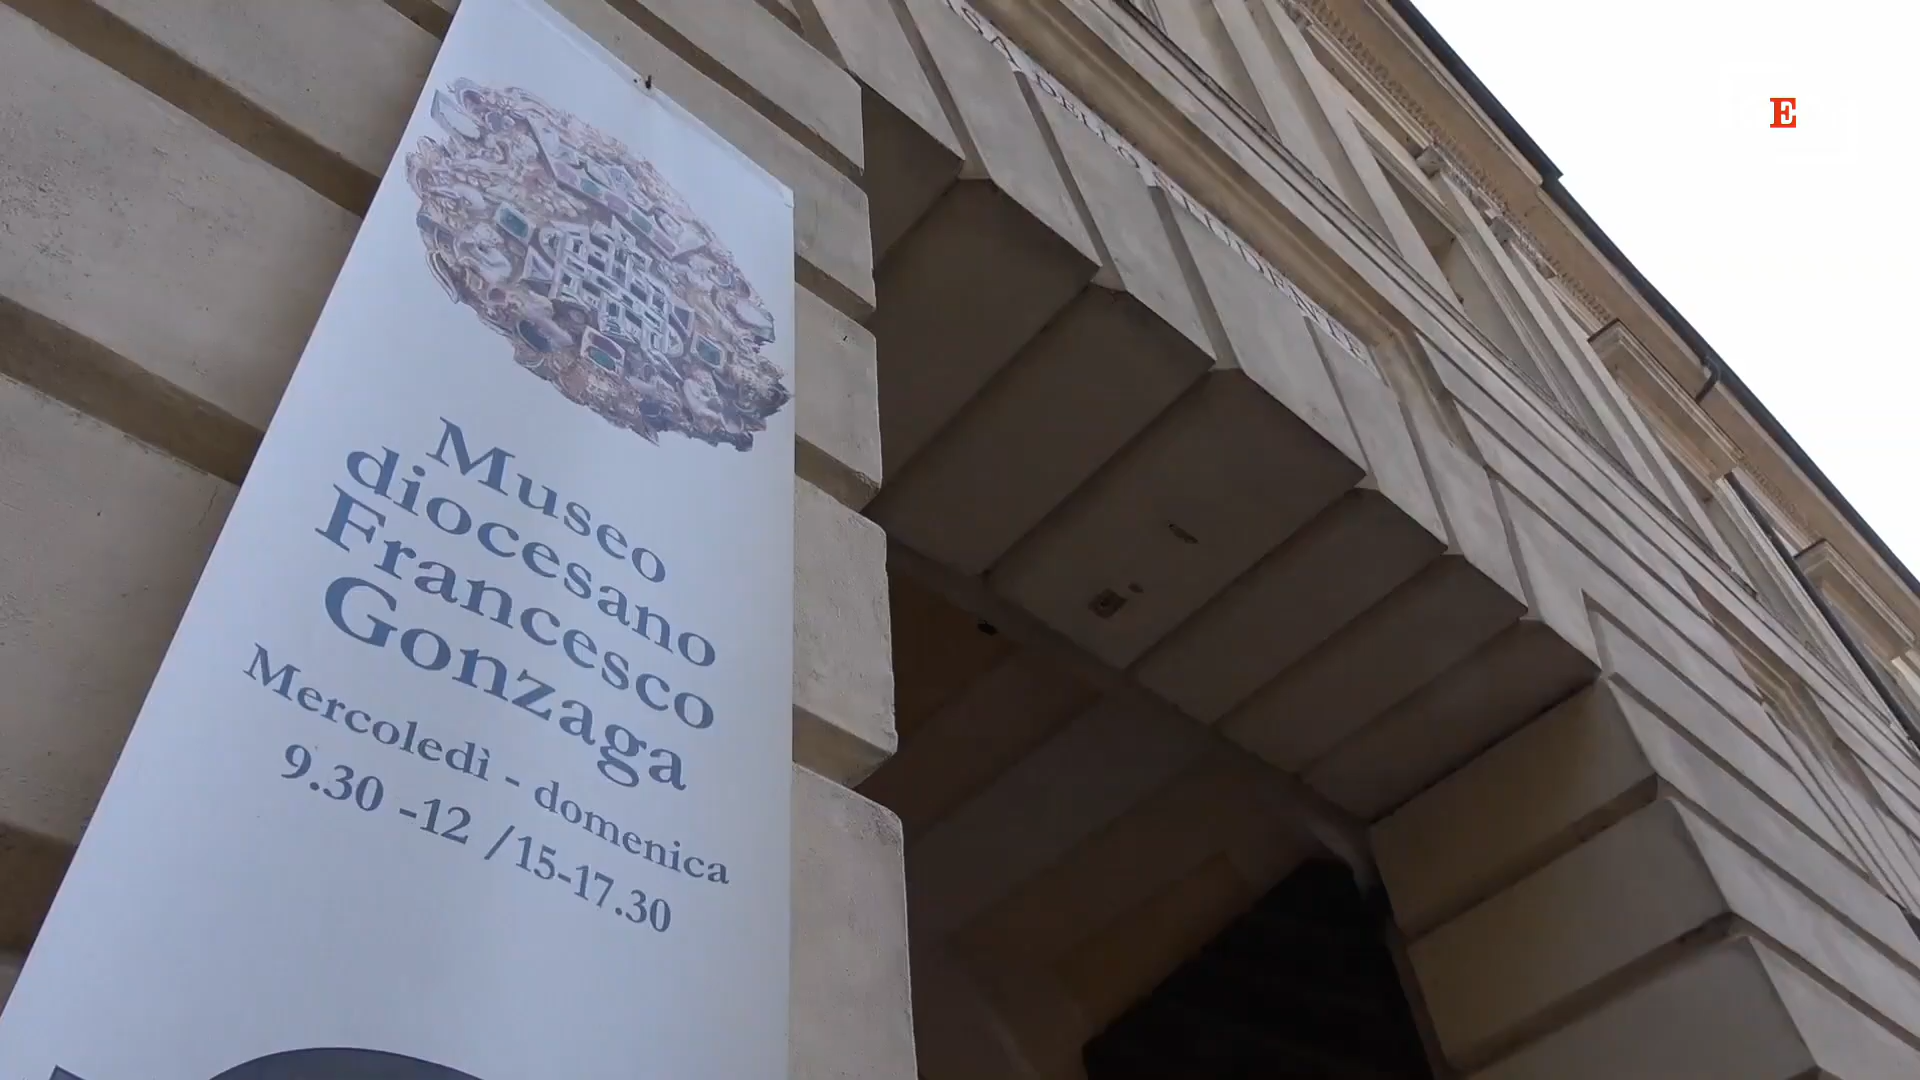 Museo
diocesano
Francesco
Gonzaga
Mercoledì - domenica
9.30 -12 /15-17.30
E